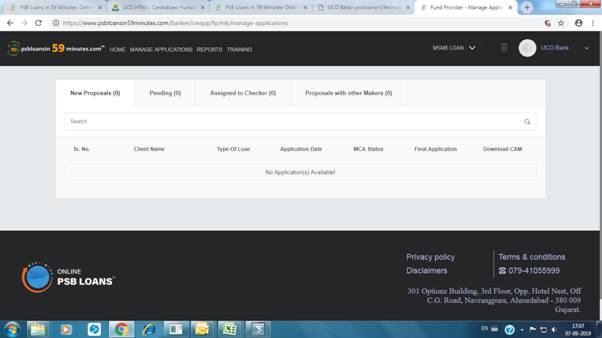 PSB Loans in 59 Minutes: Online
UCO HRM - Centralized Human
PSB Loans in 59 Minutes: Online
UCO Bank- psbloansin59minutes
Fund Provider - Manage Applic
https://www.psbloansin59minutes.com/banker/cwapp/fp/mk/manage-applications
psbloansin 59 minutes.com™ HOME MANAGE APPLICATIONS REPORTS TRAINING MSME LOAN UCO Bank
New Proposals (0) Pending (0) Assigned to Checker (0) Proposals with other Makers (0)
Search
Sr. No. Client Name Type Of Loan Application Date MCA Status Final Application Download CAM
No Application(s) Available!
ONLINE
PSB LOANS™
Privacy policy Terms & conditions
Disclaimers ☎ 079-41055999
301 Optionz Building, 3rd Floor, Opp. Hotel Nest, Off
C.G. Road, Navrangpura, Ahmedabad - 380 009
Gujarat.
EN 17:07
07-09-2019